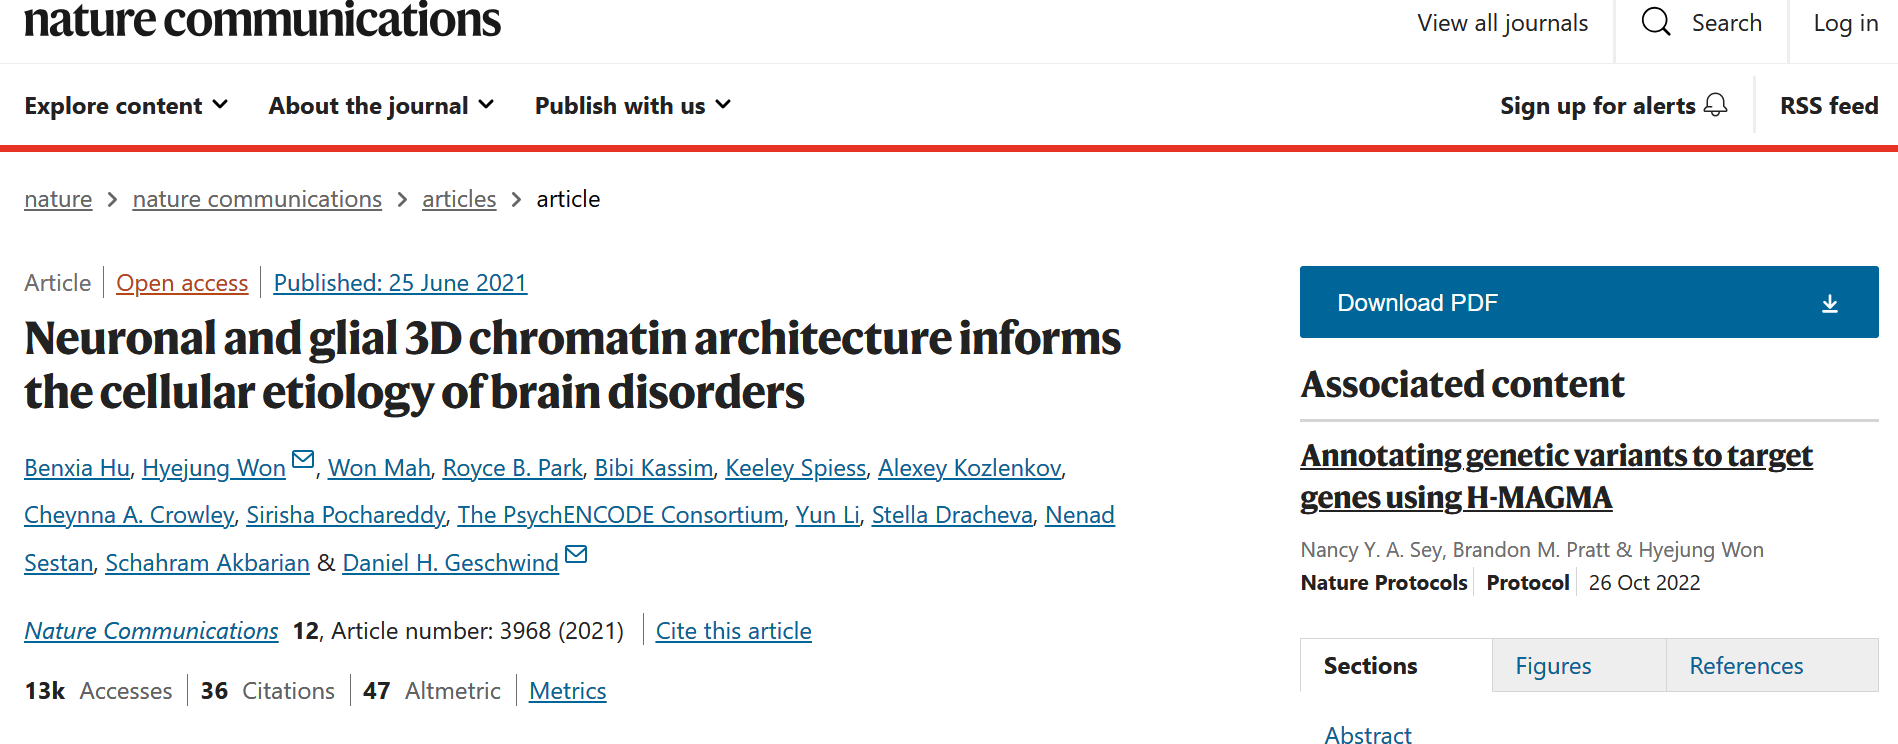 nature communications
View all journals
Search
Log in
Explore content
About the journal
Publish with us
Sign up for alerts
RSS feed
nature > nature communications > articles > article
Article
Open access
Published: 25 June 2021
Neuronal and glial 3D chromatin architecture informs
the cellular etiology of brain disorders
Benxia Hu, Hyejung Won, Won Mah, Royce B. Park, Bibi Kassim, Keeley Spiess, Alexey Kozlenkov,
Cheynna A. Crowley, Sirisha Pochareddy, The PsychENCODE Consortium, Yun Li, Stella Dracheva, Nenad
Sestan, Schahram Akbarian & Daniel H. Geschwind
Nature Communications 12, Article number: 3968 (2021)
Cite this article
13k Accesses
36 Citations
47 Altmetric
Metrics
Download PDF
Associated content
Annotating genetic variants to target
genes using H-MAGMA
Nancy Y. A. Sey, Brandon M. Pratt & Hyejung Won
Nature Protocols
Protocol
26 Oct 2022
Sections
Figures
References
Abstract